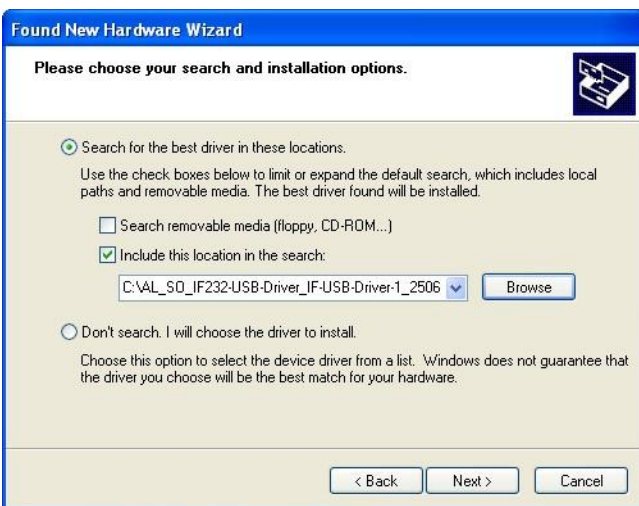 Found New Hardware Wizard
Please choose your search and installation options.
Search for the best driver in these locations.
Use the check boxes below to limit or expand the default search, which includes local
paths and removable media. The best driver found will be installed.
Search removable media (floppy, CD-ROM...)
Include this location in the search:
C:\AL_SO_IF232-USB-Driver_IF-USB-Driver-1_2506
Browse
Don't search. I will choose the driver to install.
Choose this option to select the device driver from a list. Windows does not guarantee that
the driver you choose will be the best match for your hardware.
< Back
Next >
Cancel